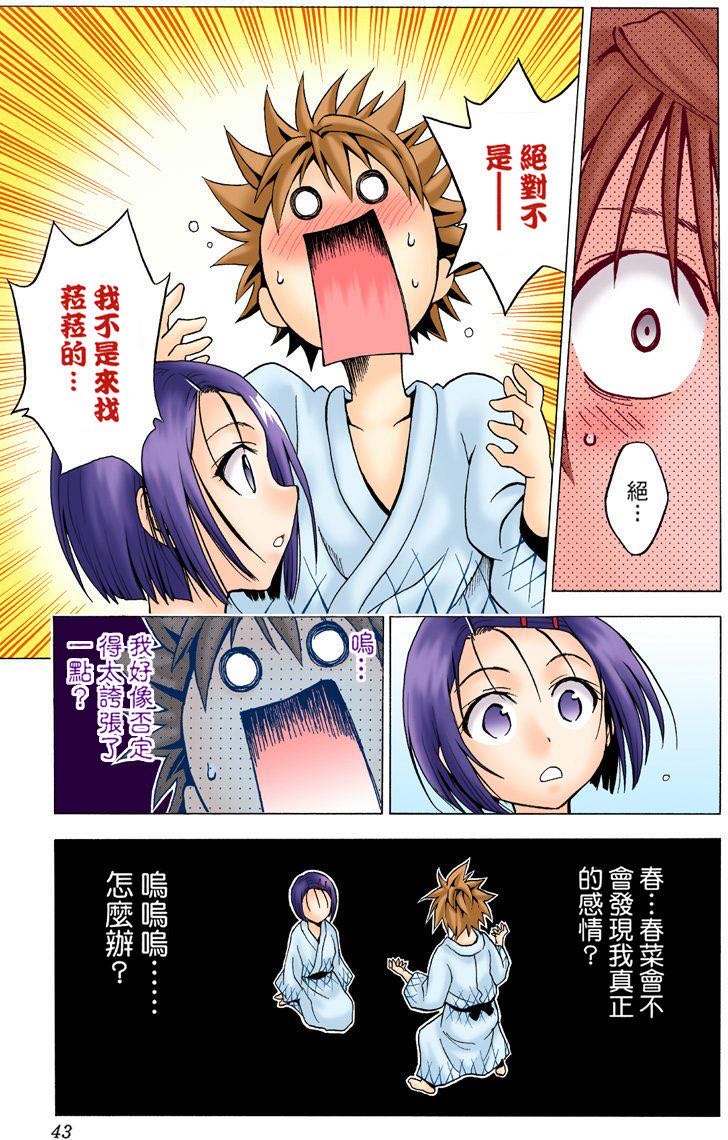 絕…
絕對不
是——
我不是來找
菈菈的…
嗚…
我好像否定
得太誇張了
一點？
春…春菜會不
會發現我真正
的感情？
嗚嗚嗚……
怎麼辦？
43